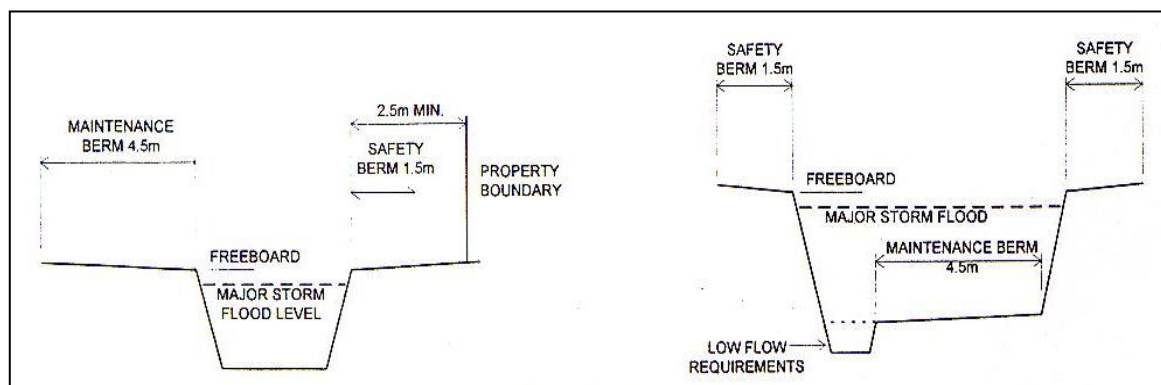 MAINTENANCE
BERM 4.5m
2.5m MIN.
SAFETY
BERM 1.5m
PROPERTY
BOUNDARY
FREEBOARD
MAJOR STORM
FLOOD LEVEL
SAFETY
BERM 1.5m
SAFETY
BERM 1.5m
FREEBOARD
MAJOR STORM FLOOD
MAINTENANCE BERM
4.5m
LOW FLOW
REQUIREMENTS